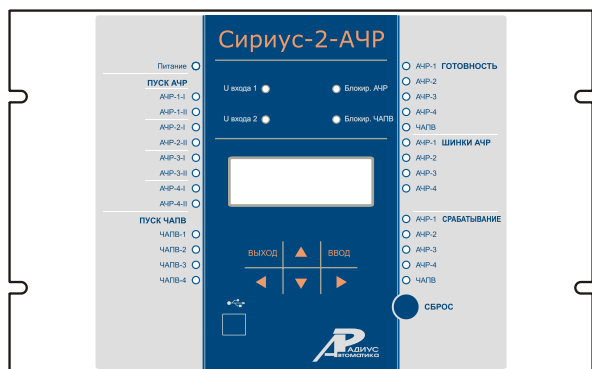 Сириус-2-АЧР
Питание
ПУСК АЧР
АЧР-1-I
АЧР-1-II
АЧР-2-I
АЧР-2-II
АЧР-3-I
АЧР-3-II
АЧР-4-I
АЧР-4-II
ПУСК ЧАПВ
ЧАПВ-1
ЧАПВ-2
ЧАПВ-3
ЧАПВ-4
U входа 1
Блокир. АЧР
U входа 2
Блокир. ЧАПВ
ВЫХОД
ВВОД
РАДИУС
Автоматика
АЧР-1 ГОТОВНОСТЬ
АЧР-2
АЧР-3
АЧР-4
ЧАПВ
АЧР-1 ШИНКИ АЧР
АЧР-2
АЧР-3
АЧР-4
АЧР-1 СРАБАТЫВАНИЕ
АЧР-2
АЧР-3
АЧР-4
ЧАПВ
СБРОС